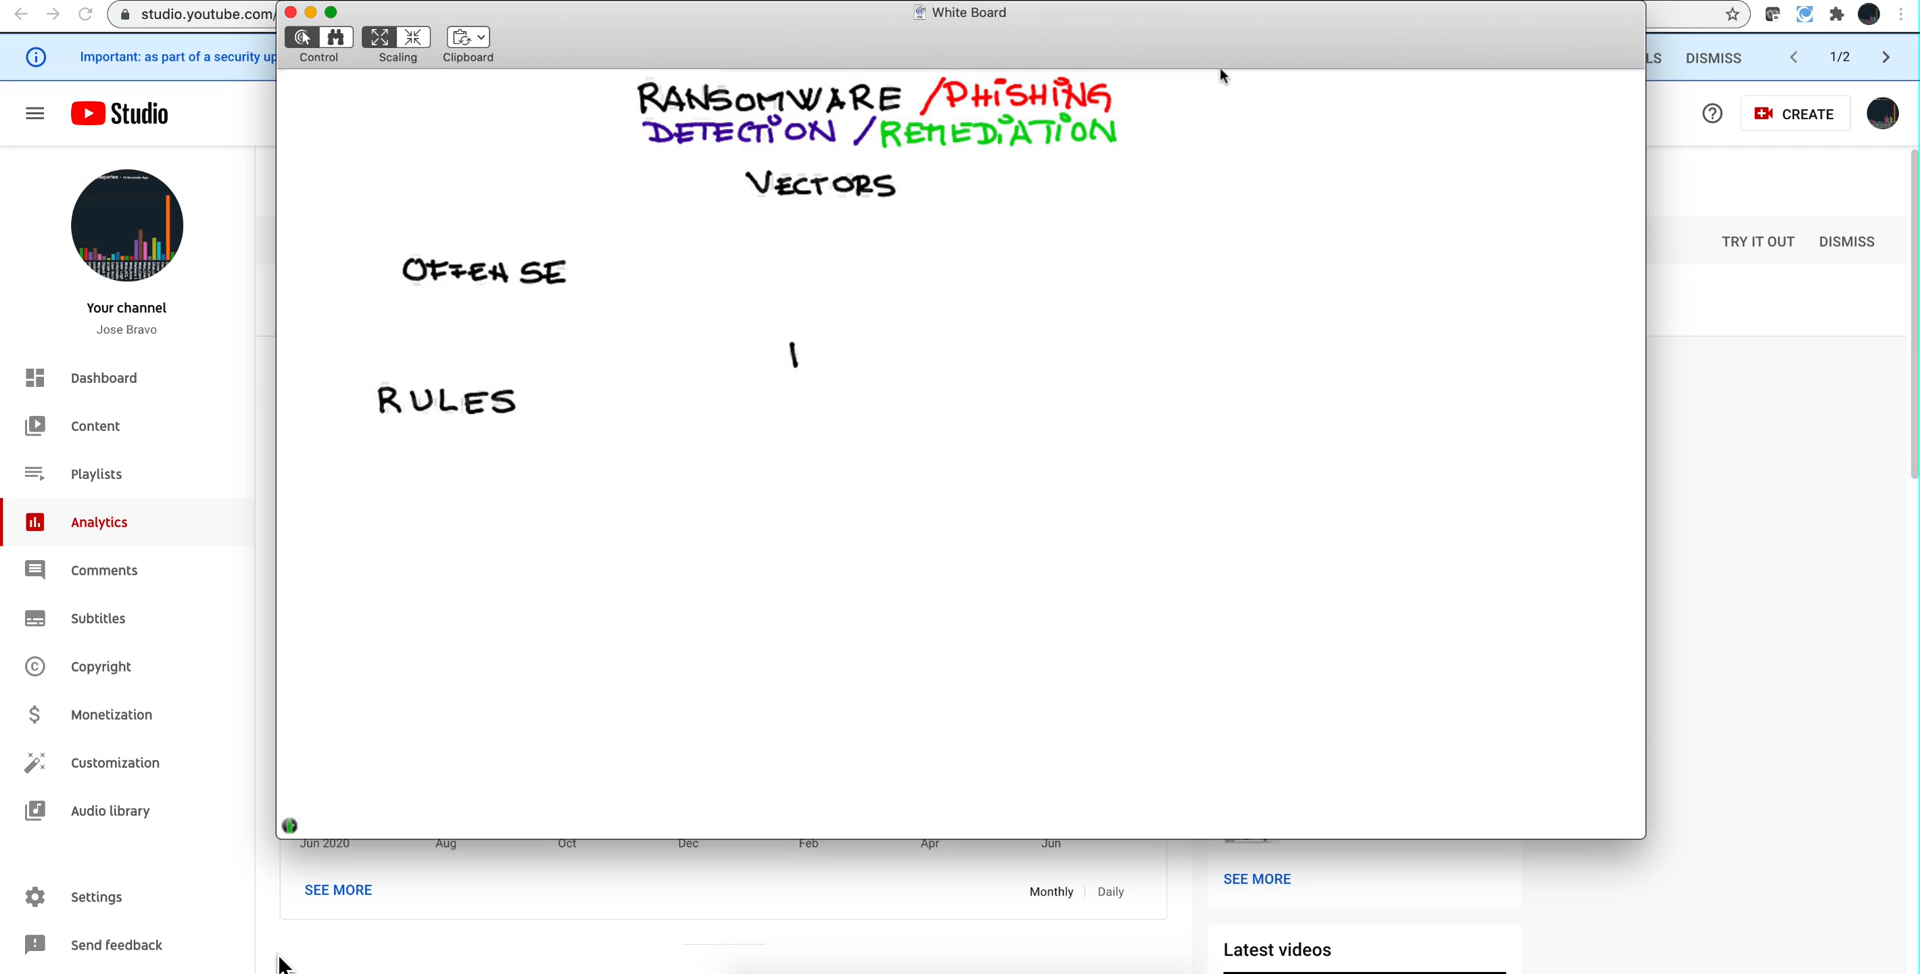 studio.youtube.com/
White Board
Control
Scaling
Clipboard
Important: as part of a security up
LS
DISMISS
1/2
Studio
CREATE
RANSOMWARE /PHISHING
DETECTION /REMEDIATION
VECTORS
OFFENSE
RULES
TRY IT OUT
DISMISS
Your channel
Jose Bravo
Dashboard
Content
Playlists
Analytics
Comments
Subtitles
Copyright
Monetization
Customization
Audio library
Settings
Send feedback
Jun 2020
Aug
Oct
Dec
Feb
Apr
Jun
SEE MORE
Monthly
Daily
SEE MORE
Latest videos